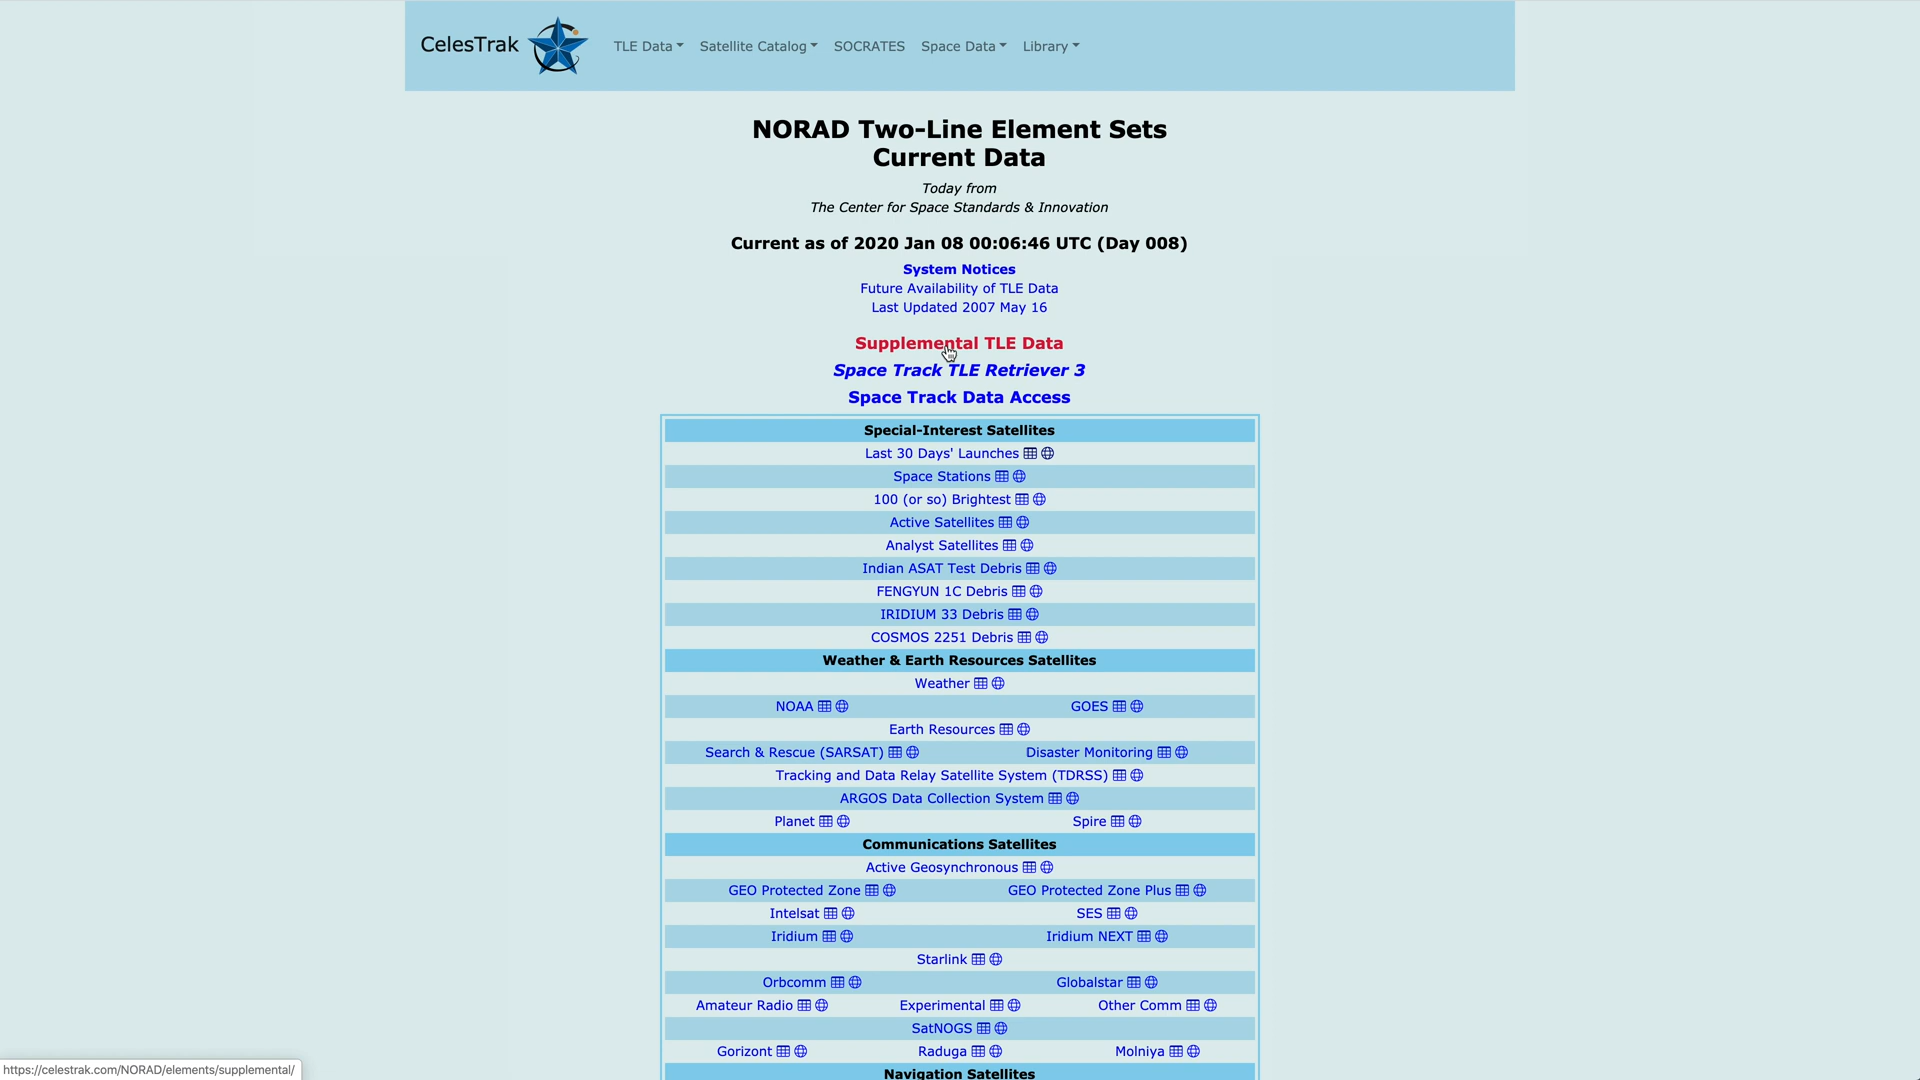 CelesTrak
TLE Data
Satellite Catalog
SOCRATES
Space Data
Library
NORAD Two-Line Element Sets
Current Data
Today from
The Center for Space Standards & Innovation
Current as of 2020 Jan 08 00:06:46 UTC (Day 008)
System Notices
Future Availability of TLE Data
Last Updated 2007 May 16
Supplemental TLE Data
Space Track TLE Retriever 3
Space Track Data Access
Special-Interest Satellites
Last 30 Days' Launches
Space Stations
100 (or so) Brightest
Active Satellites
Analyst Satellites
Indian ASAT Test Debris
FENGYUN 1C Debris
IRIDIUM 33 Debris
COSMOS 2251 Debris
Weather & Earth Resources Satellites
Weather
NOAA
GOES
Earth Resources
Search & Rescue (SARSAT)
Disaster Monitoring
Tracking and Data Relay Satellite System (TDRSS)
ARGOS Data Collection System
Planet
Spire
Communications Satellites
Active Geosynchronous
GEO Protected Zone
GEO Protected Zone Plus
Intelsat
SES
Iridium
Iridium NEXT
Starlink
Orbcomm
Globalstar
Amateur Radio
Experimental
Other Comm
SatNOGS
Gorizont
Raduga
Molniya
Navigation Satellites
https://celestrak.com/NORAD/elements/supplemental/